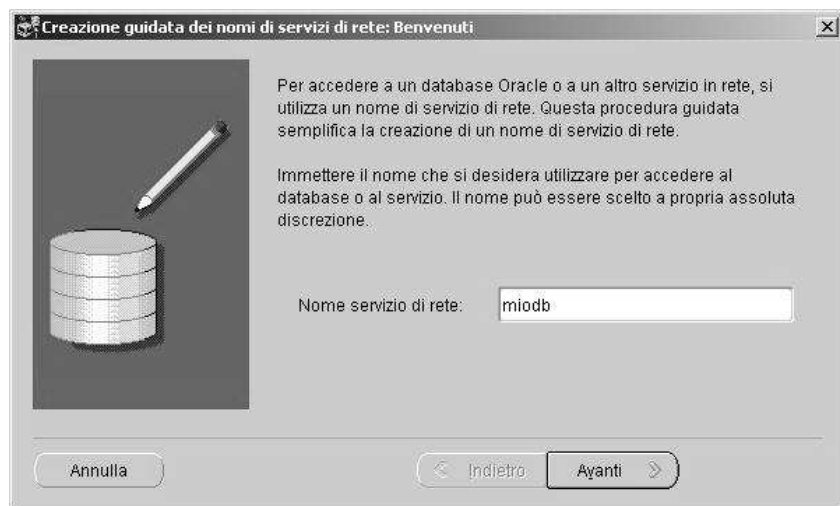 Creazione guidata dei nomi di servizi di rete: Benvenuti
Per accedere a un database Oracle o a un altro servizio in rete, si
utilizza un nome di servizio di rete. Questa procedura guidata
semplifica la creazione di un nome di servizio di rete.
Immettere il nome che si desidera utilizzare per accedere al
database o al servizio. Il nome può essere scelto a propria assoluta
discrezione.
Nome servizio di rete: miodb
Annulla
Indietro
Avanti